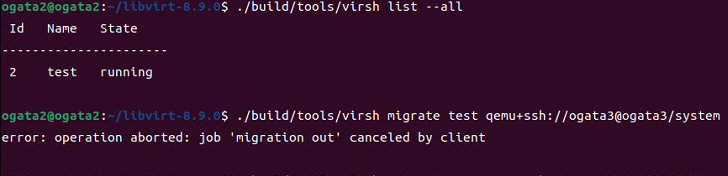 ogata2@ogata2:~/libvirt-8.9.0$ ./build/tools/virsh list --all
 Id   Name   State
----------------------
 2    test   running

ogata2@ogata2:~/libvirt-8.9.0$ ./build/tools/virsh migrate test qemu+ssh://ogata3@ogata3/system
error: operation aborted: job 'migration out' canceled by client